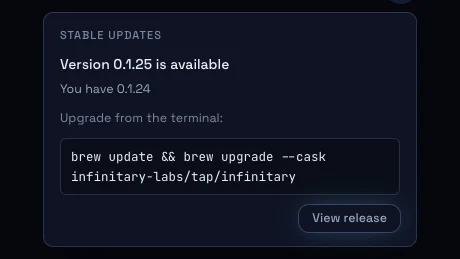 STABLE UPDATES
Version 0.1.25 is available
You have 0.1.24
Upgrade from the terminal:
brew update && brew upgrade --cask
infinitary-labs/tap/infinitary
View release